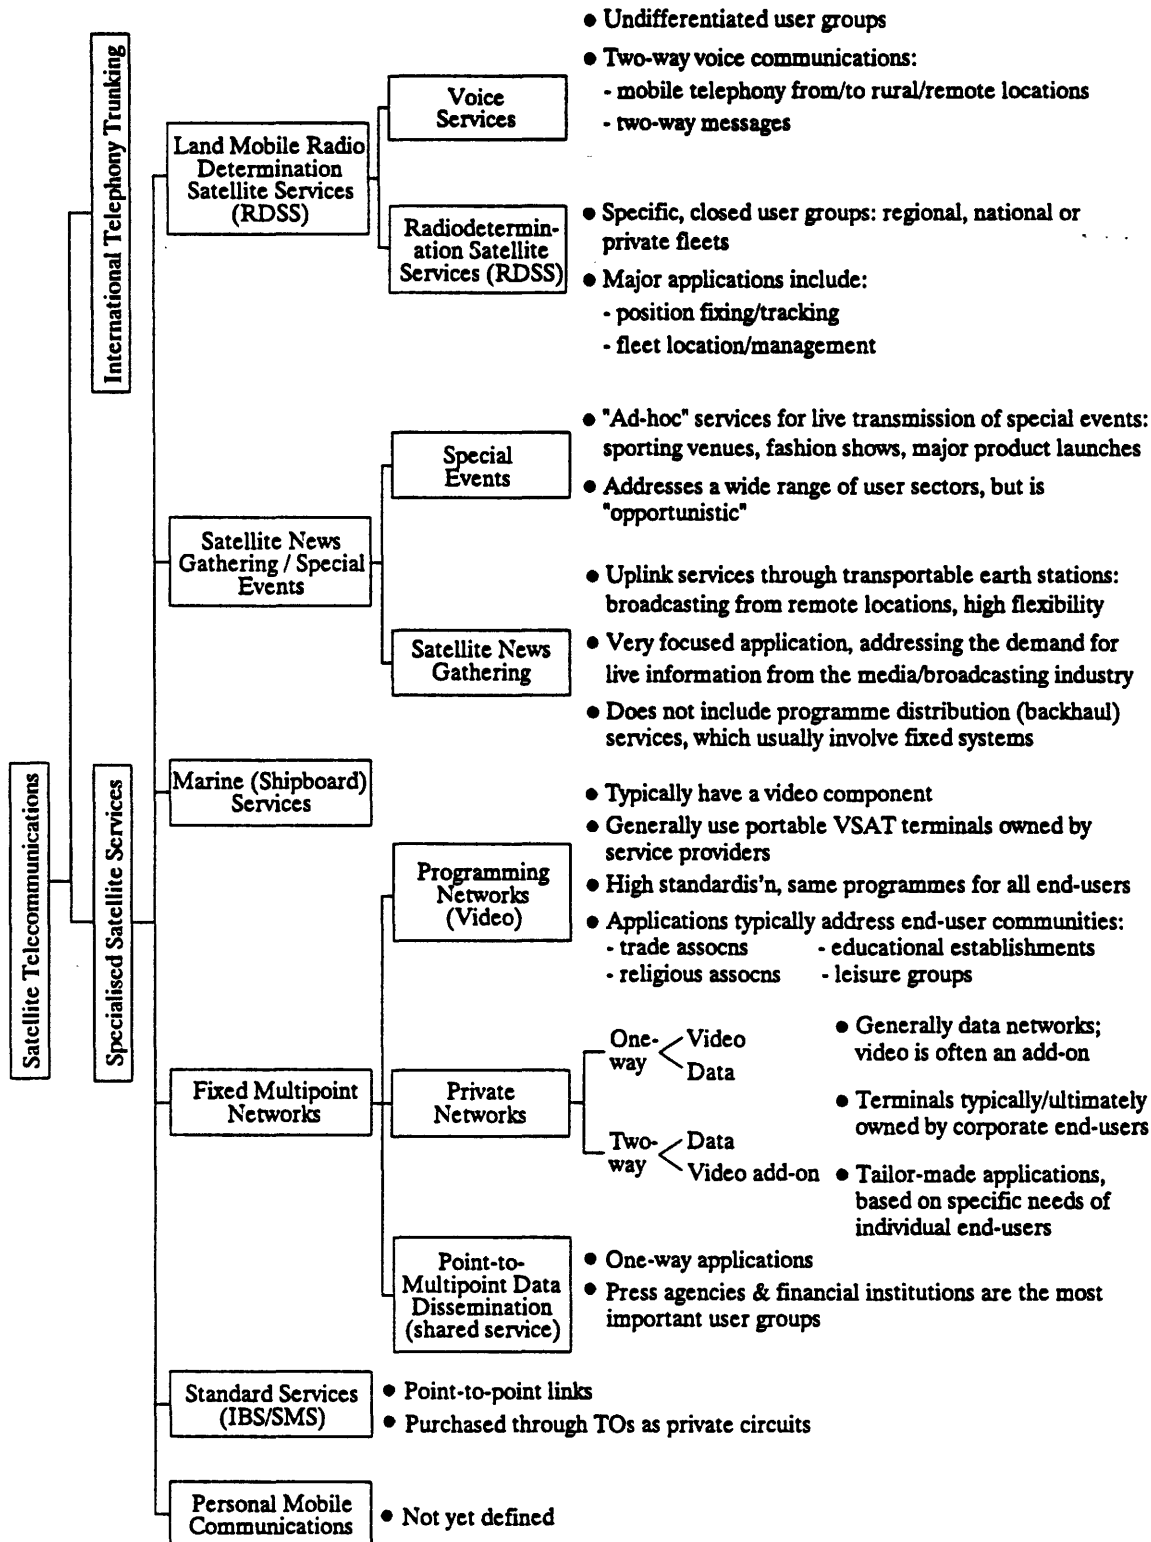 Satellite Telecommunications
International Telephony Trunking
Specialised Satellite Services
Land Mobile Radio
Determination
Satellite Services
(RDSS)
Voice
Services
● Undifferentiated user groups
● Two-way voice communications:
- mobile telephony from/to rural/remote locations
- two-way messages
Radiodetermin-
ation Satellite
Services (RDSS)
● Specific, closed user groups: regional, national or
private fleets
● Major applications include:
- position fixing/tracking
- fleet location/management
Satellite News
Gathering / Special
Events
Special
Events
● "Ad-hoc" services for live transmission of special events:
sporting venues, fashion shows, major product launches
● Addresses a wide range of user sectors, but is
"opportunistic"
Satellite News
Gathering
● Uplink services through transportable earth stations:
broadcasting from remote locations, high flexibility
● Very focused application, addressing the demand for
live information from the media/broadcasting industry
● Does not include programme distribution (backhaul)
services, which usually involve fixed systems
Marine (Shipboard)
Services
Fixed Multipoint
Networks
Programming
Networks
(Video)
● Typically have a video component
● Generally use portable VSAT terminals owned by
service providers
● High standardis'n, same programmes for all end-users
● Applications typically address end-user communities:
- trade assocns - educational establishments
- religious assocns - leisure groups
Private
Networks
One-
way
Video
Data
Two-
way
Data
Video add-on
● Generally data networks;
video is often an add-on
● Terminals typically/ultimately
owned by corporate end-users
● Tailor-made applications,
based on specific needs of
individual end-users
Point-to-
Multipoint Data
Dissemination
(shared service)
● One-way applications
● Press agencies & financial institutions are the most
important user groups
Standard Services
(IBS/SMS)
● Point-to-point links
● Purchased through TOs as private circuits
Personal Mobile
Communications
● Not yet defined